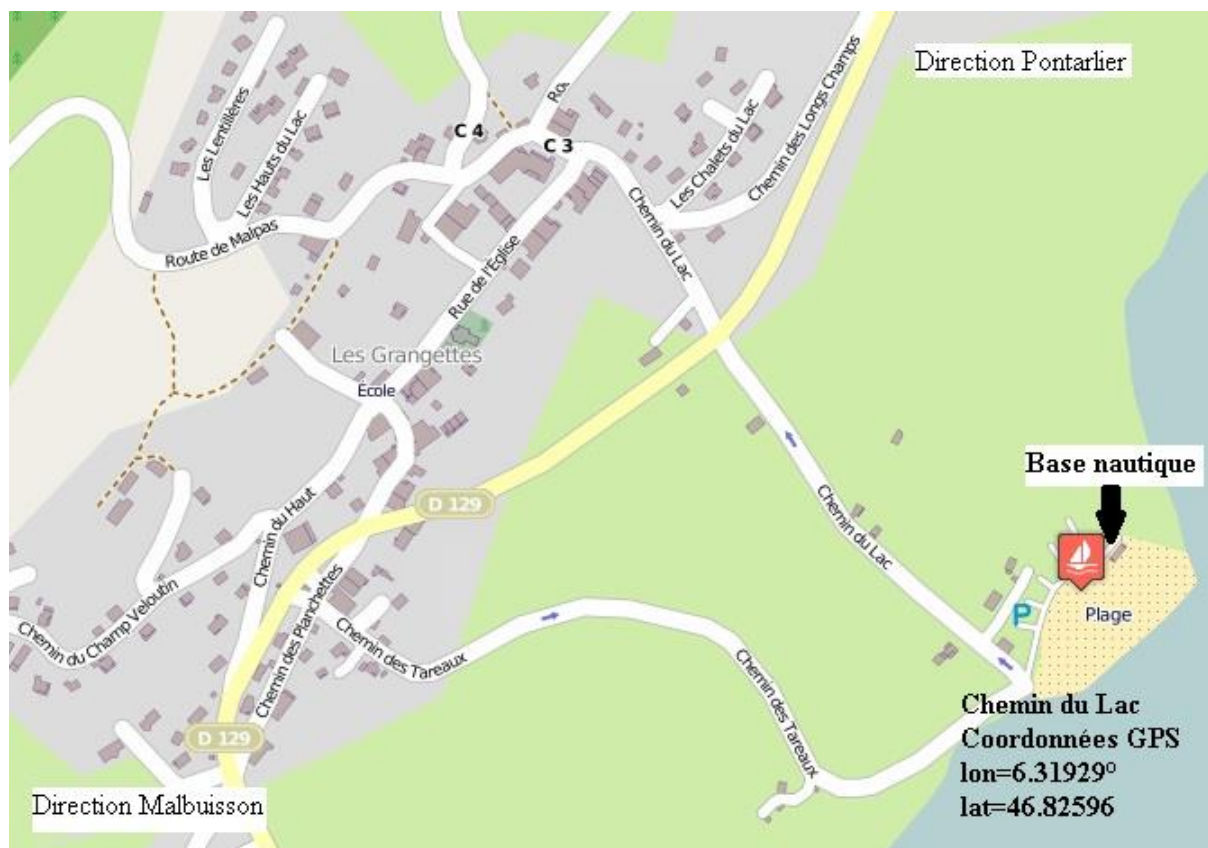 Direction Pontarlier
Les Lentillères
Les Hauts du Lac
Route de Malpas
C 4
C 3
Les Chalets du Lac
Chemin des Longs Champs
Chemin du Lac
Rue de l'Église
Les Grangettes
École
D 129
Chemin du Haut
Chemin du Champ Veloutin
Chemin des Planchettes
Chemin des Tareaux
Chemin des Tareaux
Chemin du Lac
Base nautique
P
Plage
D 129
Direction Malbuisson
Chemin du Lac
Coordonnées GPS
lon=6.31929º
lat=46.82596